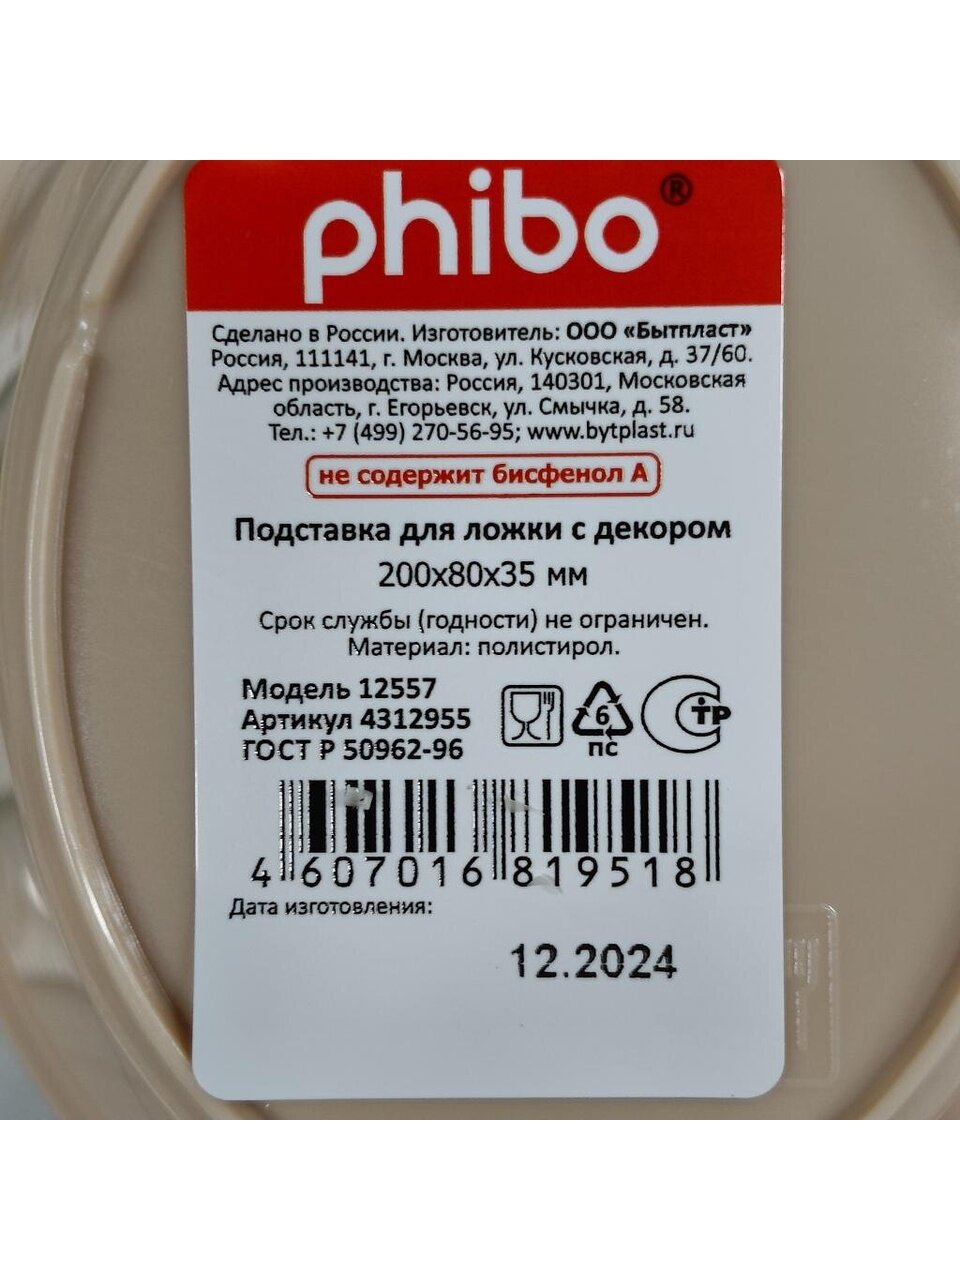 phibo®
Сделано в России. Изготовитель: ООО «Бытпласт»
Россия, 111141, г. Москва, ул. Кусковская, д. 37/60.
Адрес производства: Россия, 140301, Московская
область, г. Егорьевск, ул. Смычка, д. 58.
Тел.: +7 (499) 270-56-95; www.bytplast.ru
не содержит бисфенол А
Подставка для ложки с декором
200х80х35 мм
Срок службы (годности) не ограничен.
Материал: полистирол.
Модель 12557
Артикул 4312955
ГОСТ Р 50962-96
6
ПС
СТР
4 607016 819518
Дата изготовления:
12.2024